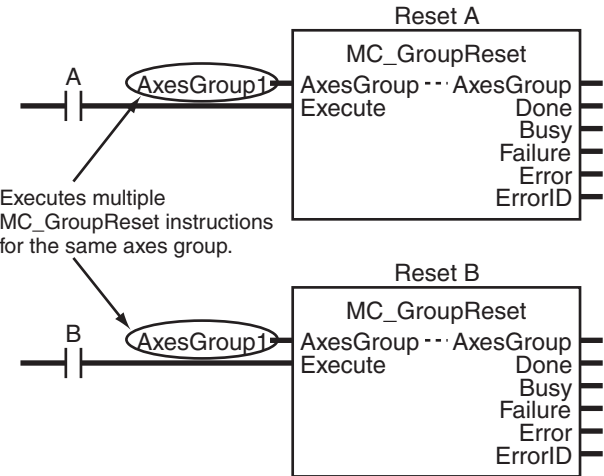 Reset A
MC_GroupReset
A
AxesGroup1
AxesGroup AxesGroup
Execute Done
Busy
Failure
Error
ErrorID
Executes multiple
MC_GroupReset instructions
for the same axes group.
Reset B
MC_GroupReset
B
AxesGroup1
AxesGroup AxesGroup
Execute Done
Busy
Failure
Error
ErrorID